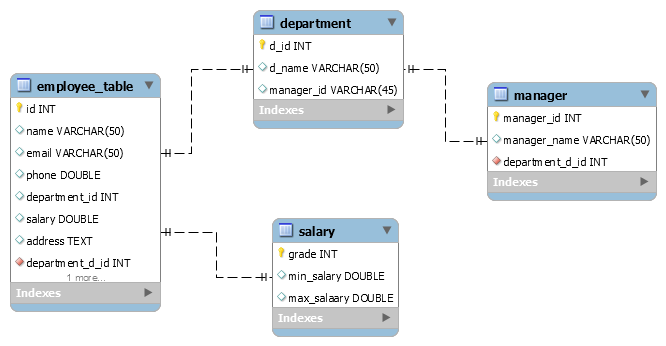 department
d_id INT
d_name VARCHAR(50)
manager_id VARCHAR(45)
Indexes
employee_table
id INT
name VARCHAR(50)
email VARCHAR(50)
phone DOUBLE
department_id INT
salary DOUBLE
address TEXT
department_d_id INT
1 more...
Indexes
manager
manager_id INT
manager_name VARCHAR(50)
department_d_id INT
Indexes
salary
grade INT
min_salary DOUBLE
max_salaary DOUBLE
Indexes